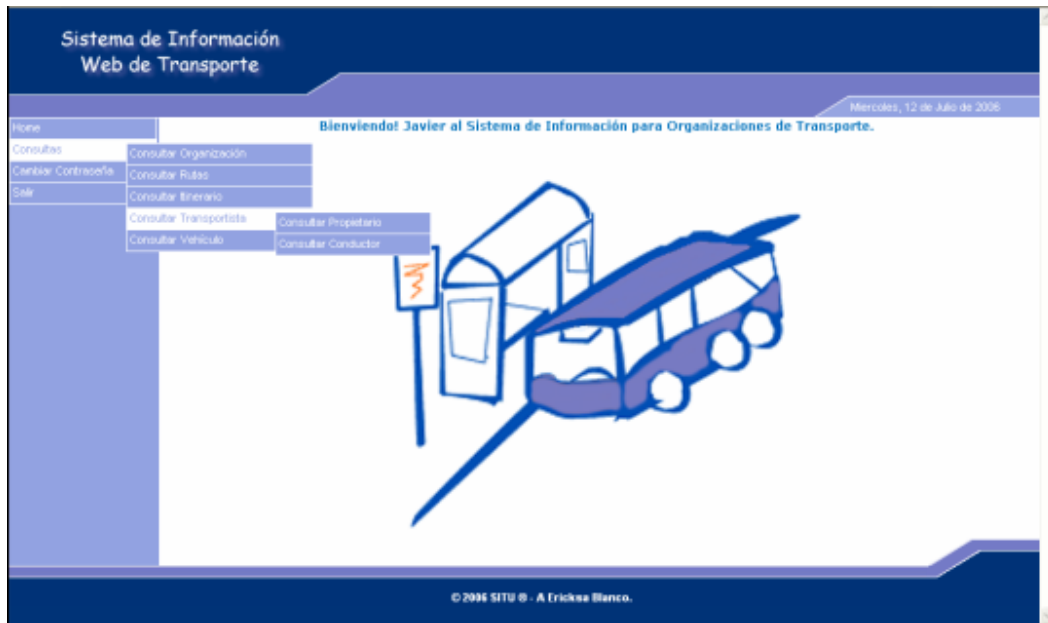 Sistema de Información
Web de Transporte
Miercoles, 12 de Julio de 2006
Bienvendo! Javier al Sistema de Información para Organizaciones de Transporte.
Home
Consultas
Cambiar Contraseña
Salir
Consultar Organización
Consultar Rutas
Consultar Itinerario
Consultar Transportista
Consultar Vehículo
Consultar Propietario
Consultar Conductor
© 2006 SITU ® - A Ericksa Blanco.